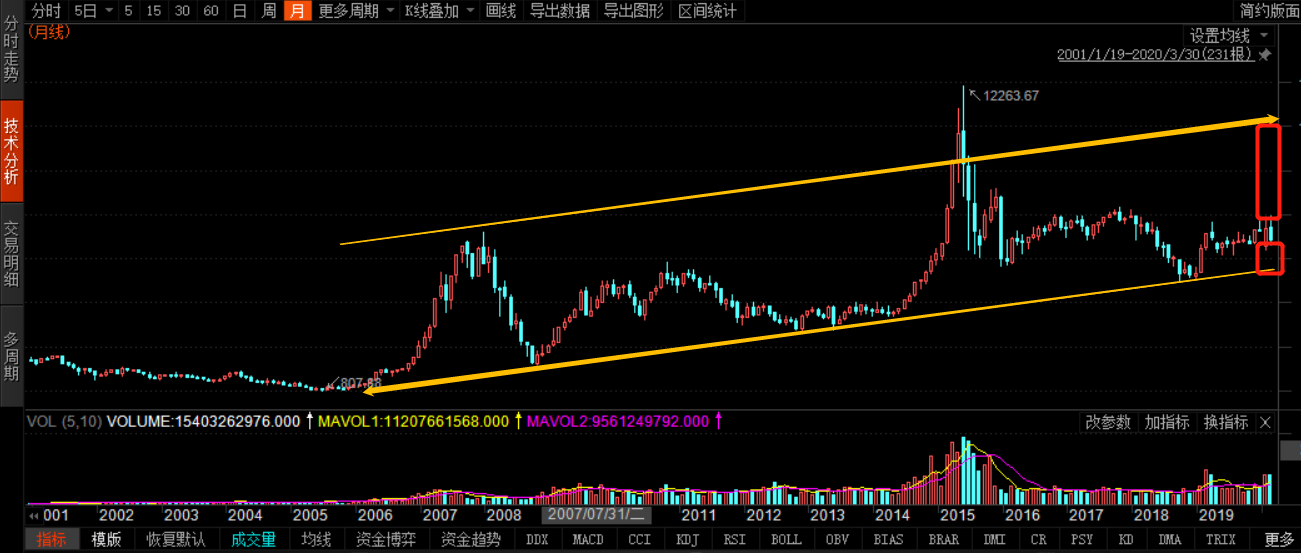 分时 5日 5 15 30 60 日 周 月 更多周期 K线叠加 画线 导出数据 导出图形 区间统计 简约版面
分时走势
技术分析
交易明细
多周期
(月线)
设置均线
2001/1/19-2020/3/30(231根)
12263.67
807.83
VOL (5,10) VOLUME:15403262976.000 MAVOL1:11207661568.000 MAVOL2:9561249792.000 改参数 加指标 换指标
001 2002 2003 2004 2005 2006 2007 2008 2007/07/31/二 2011 2012 2013 2014 2015 2016 2017 2018 2019
指标 模版 恢复默认 成交量 均线 资金博弈 资金趋势 DDX MACD CCI KDJ RSI BOLL OBV BIAS BRAR DMI CR PSY KD DMA TRIX 更多